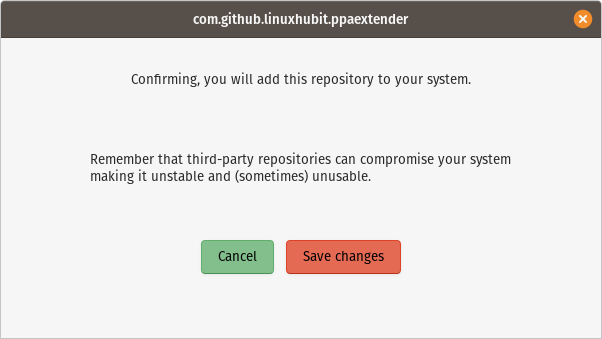 com.github.linuxhubit.ppaextender
Confirming, you will add this repository to your system.
Remember that third-party repositories can compromise your system
making it unstable and (sometimes) unusable.
Cancel
Save changes